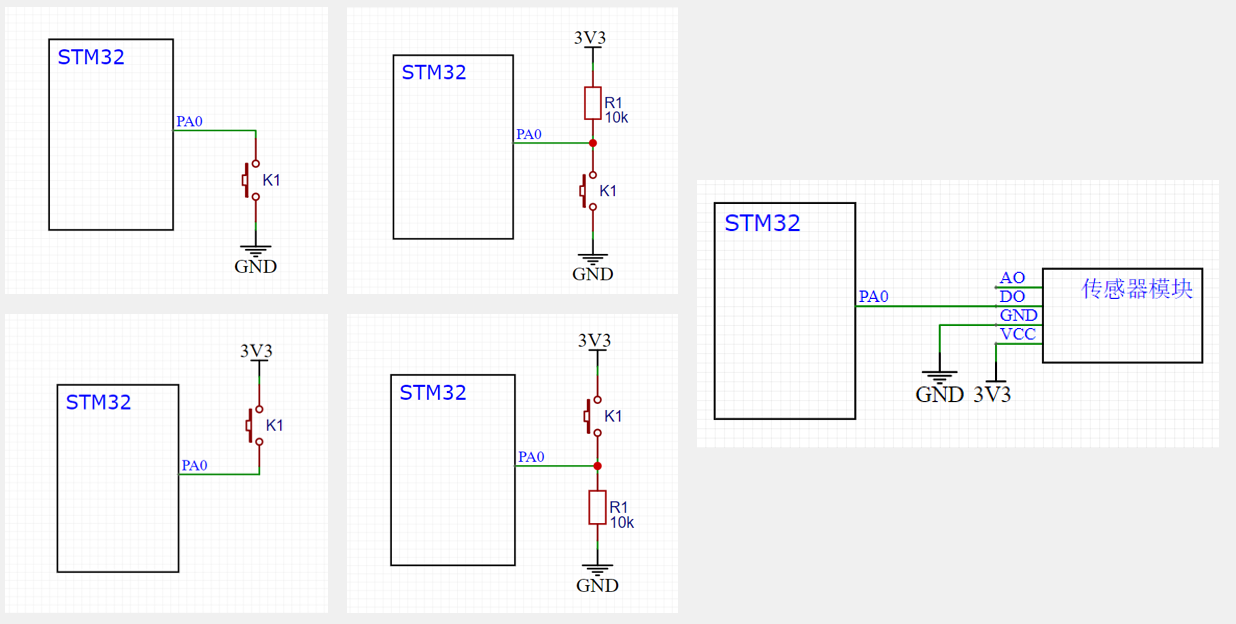 STM32
PA0
K1
GND
3V3
STM32
R1
10k
PA0
K1
GND
3V3
STM32
K1
PA0
3V3
STM32
K1
PA0
R1
10k
GND
STM32
PA0
AO
DO
GND
VCC
传感器模块
GND
3V3